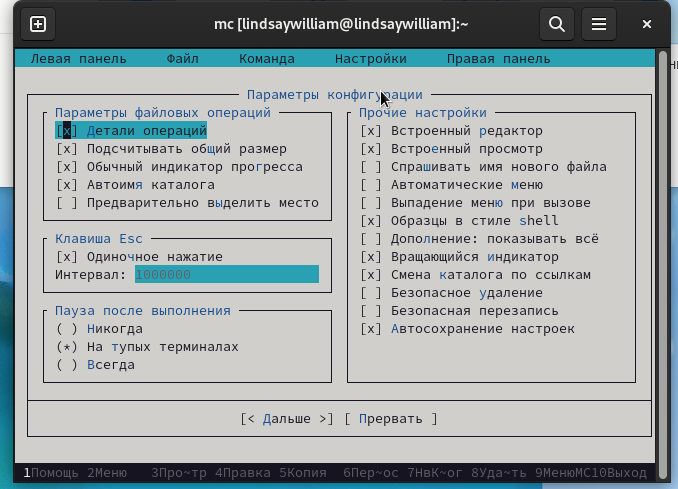 mc [lindsaywilliam@lindsaywilliam]:~
Левая панель Файл Команда Настройки Правая панель
Параметры конфигурации
Параметры файловых операций
[x] Детали операций
[x] Подсчитывать общий размер
[x] Обычный индикатор прогресса
[x] Автоимя каталога
[ ] Предварительно выделить место
Клавиша Esc
[x] Одиночное нажатие
Интервал: 1000000
Пауза после выполнения
( ) Никогда
(*) На тупых терминалах
( ) Всегда
Прочие настройки
[x] Встроенный редактор
[x] Встроенный просмотр
[ ] Спрашивать имя нового файла
[ ] Автоматические меню
[ ] Выпадение меню при вызове
[x] Образцы в стиле shell
[ ] Дополнение: показывать всё
[x] Вращающийся индикатор
[x] Смена каталога по ссылкам
[ ] Безопасное удаление
[ ] Безопасная перезапись
[x] Автосохранение настроек
[< Дальше >] [ Прервать ]
1Помощь 2Меню 3Про~тр 4Правка 5Копия 6Пер~ос 7НвК~ог 8Уда~ть 9МенюMC10Выход